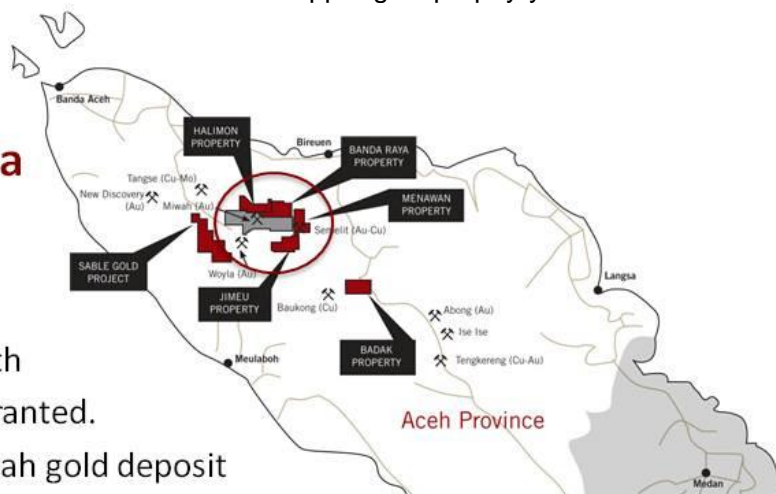 Banda Aceh
HALIMON
PROPERTY
Bireuen
BANDA RAYA
PROPERTY
a
Tangse (Cu-Mo)
New Discovery
(Au)
Miwah (Au)
MENAWAN
PROPERTY
Semelit (Au-Cu)
SABLE GOLD
PROJECT
Woyla (Au)
JIMEU
PROPERTY
Baukong (Cu)
Langsa
Abong (Au)
Ise Ise
BADAK
PROPERTY
Tengkereng (Cu-Au)
Meulaboh
th
ranted.
Aceh Province
ah gold deposit
Medan